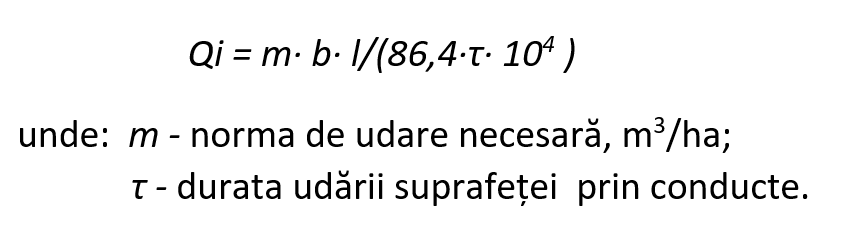 Qi = m· b· l/(86,4·τ· 10⁴ )
unde: m - norma de udare necesară, m³/ha;
τ - durata udării suprafeței prin conducte.